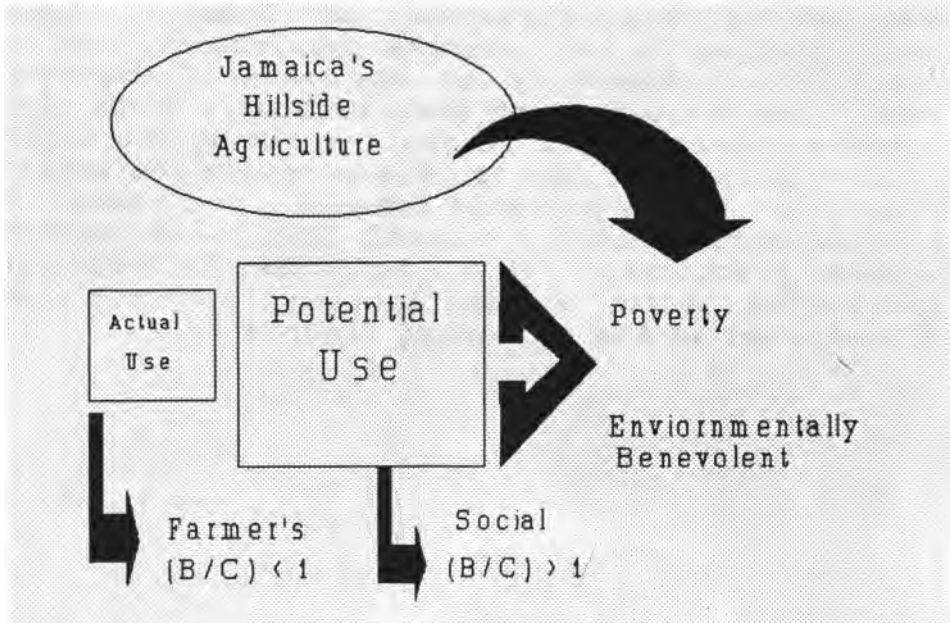 Jamaica's
Hillside
Agriculture
Actual
Use
Potential
Use
Poverty
Enviornmentally
Benevolent
Farmer's
(B/C) < 1
Social
(B/C) > 1